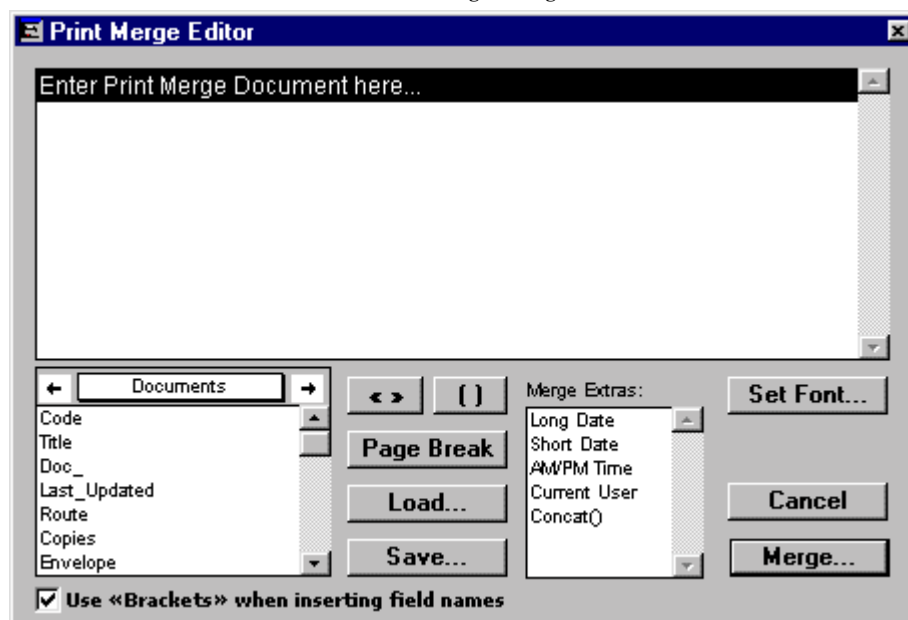 Print Merge Editor
Enter Print Merge Document here...
Documents
Code
Title
Doc_
Last_Updated
Route
Copies
Envelope
« »
( )
Page Break
Load...
Save...
Merge Extras:
Long Date
Short Date
AM/PM Time
Current User
Concat()
Set Font...
Cancel
Merge...
Use «Brackets» when inserting field names